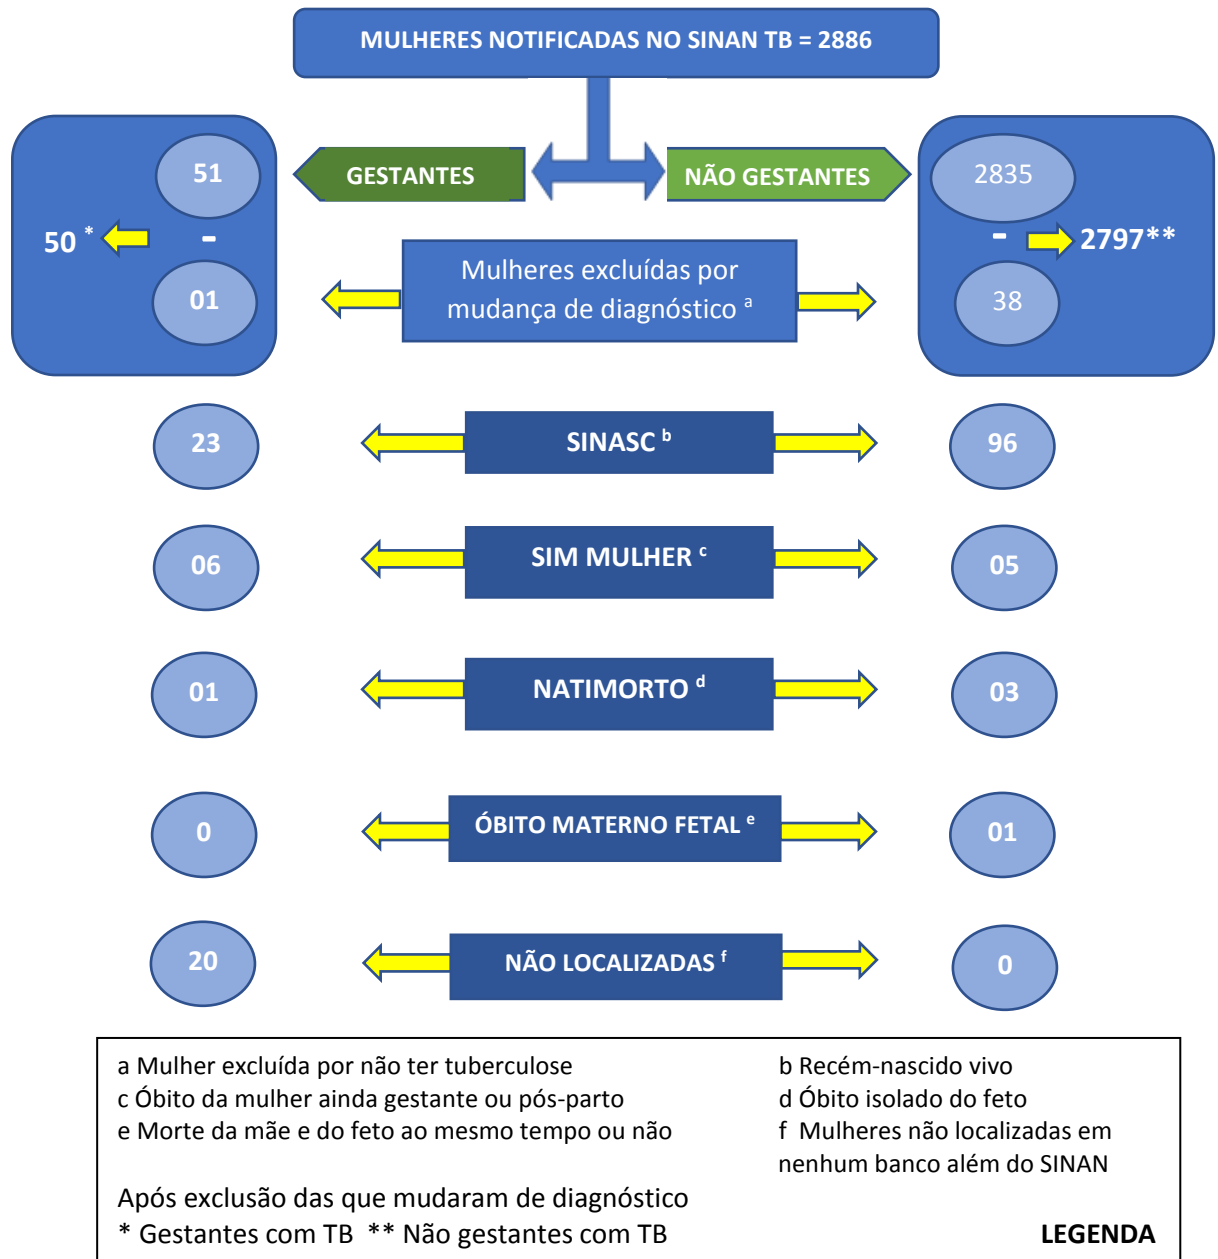 MULHERES NOTIFICADAS NO SINAN TB = 2886
51
GESTANTES
NÃO GESTANTES
2835
50 *
-
-
2797**
Mulheres excluídas por
mudança de diagnóstico a
01
38
23
SINASC b
96
06
SIM MULHER c
05
01
NATIMORTO d
03
0
ÓBITO MATERNO FETAL e
01
20
NÃO LOCALIZADAS f
0
a Mulher excluída por não ter tuberculose
b Recém-nascido vivo
c Óbito da mulher ainda gestante ou pós-parto
d Óbito isolado do feto
e Morte da mãe e do feto ao mesmo tempo ou não
f Mulheres não localizadas em
nenhum banco além do SINAN
Após exclusão das que mudaram de diagnóstico
* Gestantes com TB ** Não gestantes com TB
LEGENDA